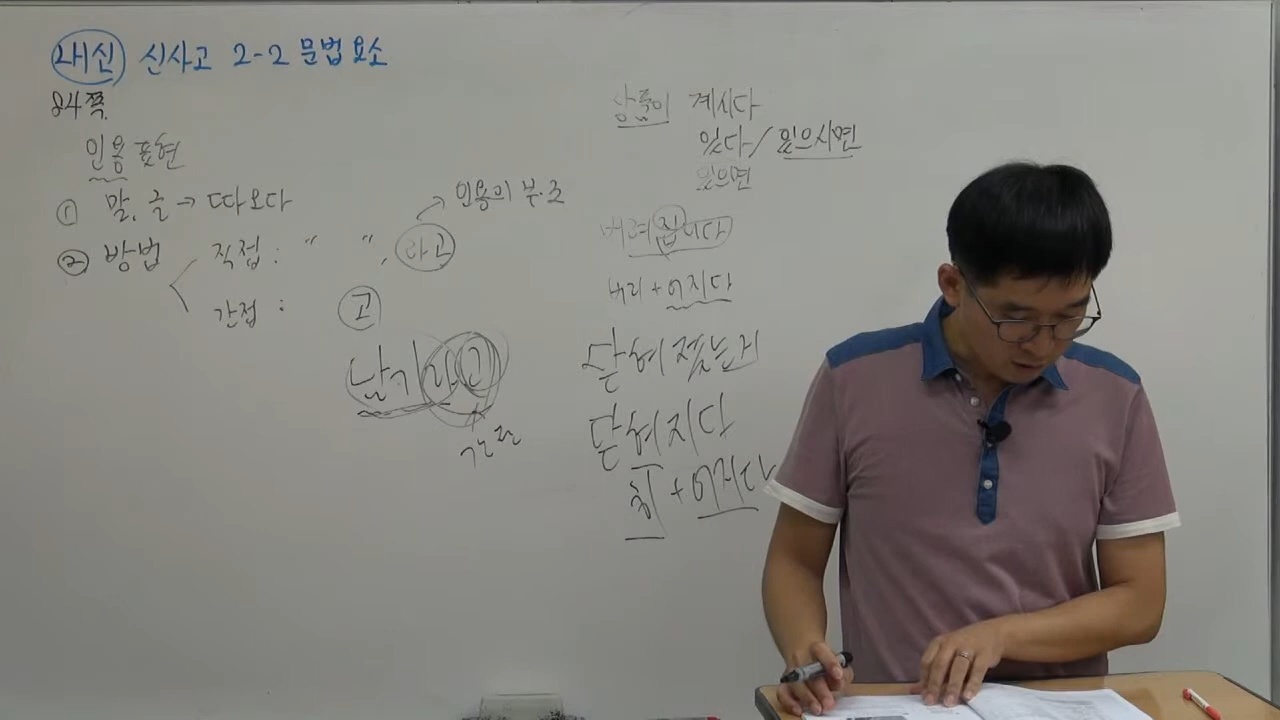 내신 신사고 2-2 문법요소
84쪽
인용 표현
① 말, 글 → 따오다
② 방법 직접 : “ ”, 라고 → 인용의 부·조
간접 : 고
남기라고
간접
상품이 계시다
있다 / 있으시면
있으면
버려집니다
버리 + 어지다
닫혀졌는지
닫혀지다
히 + 어지다